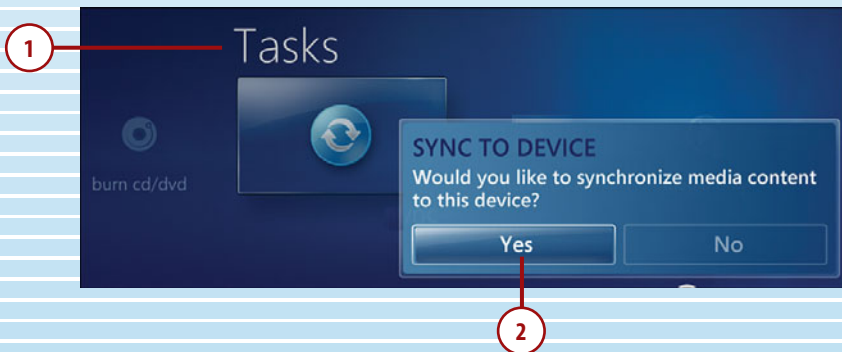 1
Tasks
burn cd/dvd
SYNC TO DEVICE
Would you like to synchronize media content
to this device?
Yes
No
2